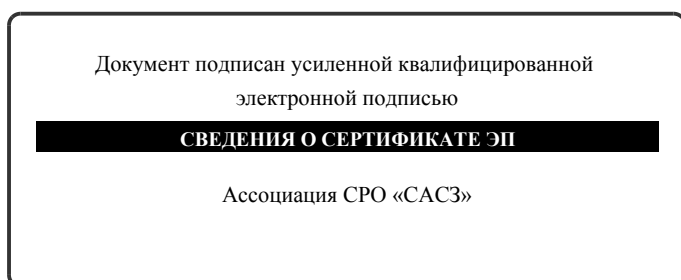 Документ подписан усиленной квалифицированной
электронной подписью
СВЕДЕНИЯ О СЕРТИФИКАТЕ ЭП
Ассоциация СРО «САСЗ»